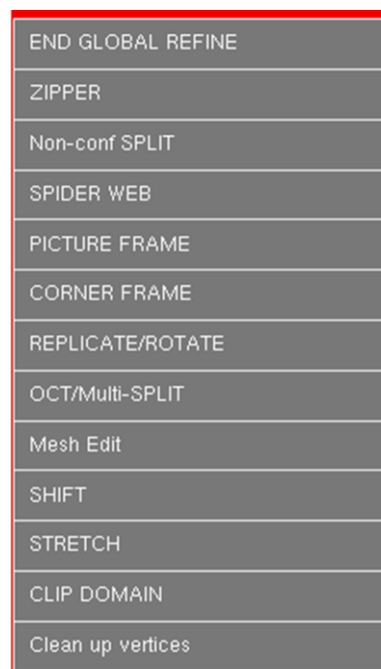 END GLOBAL REFINE
ZIPPER
Non-conf SPLIT
SPIDER WEB
PICTURE FRAME
CORNER FRAME
REPLICATE/ROTATE
OCT/Multi-SPLIT
Mesh Edit
SHIFT
STRETCH
CLIP DOMAIN
Clean up vertices